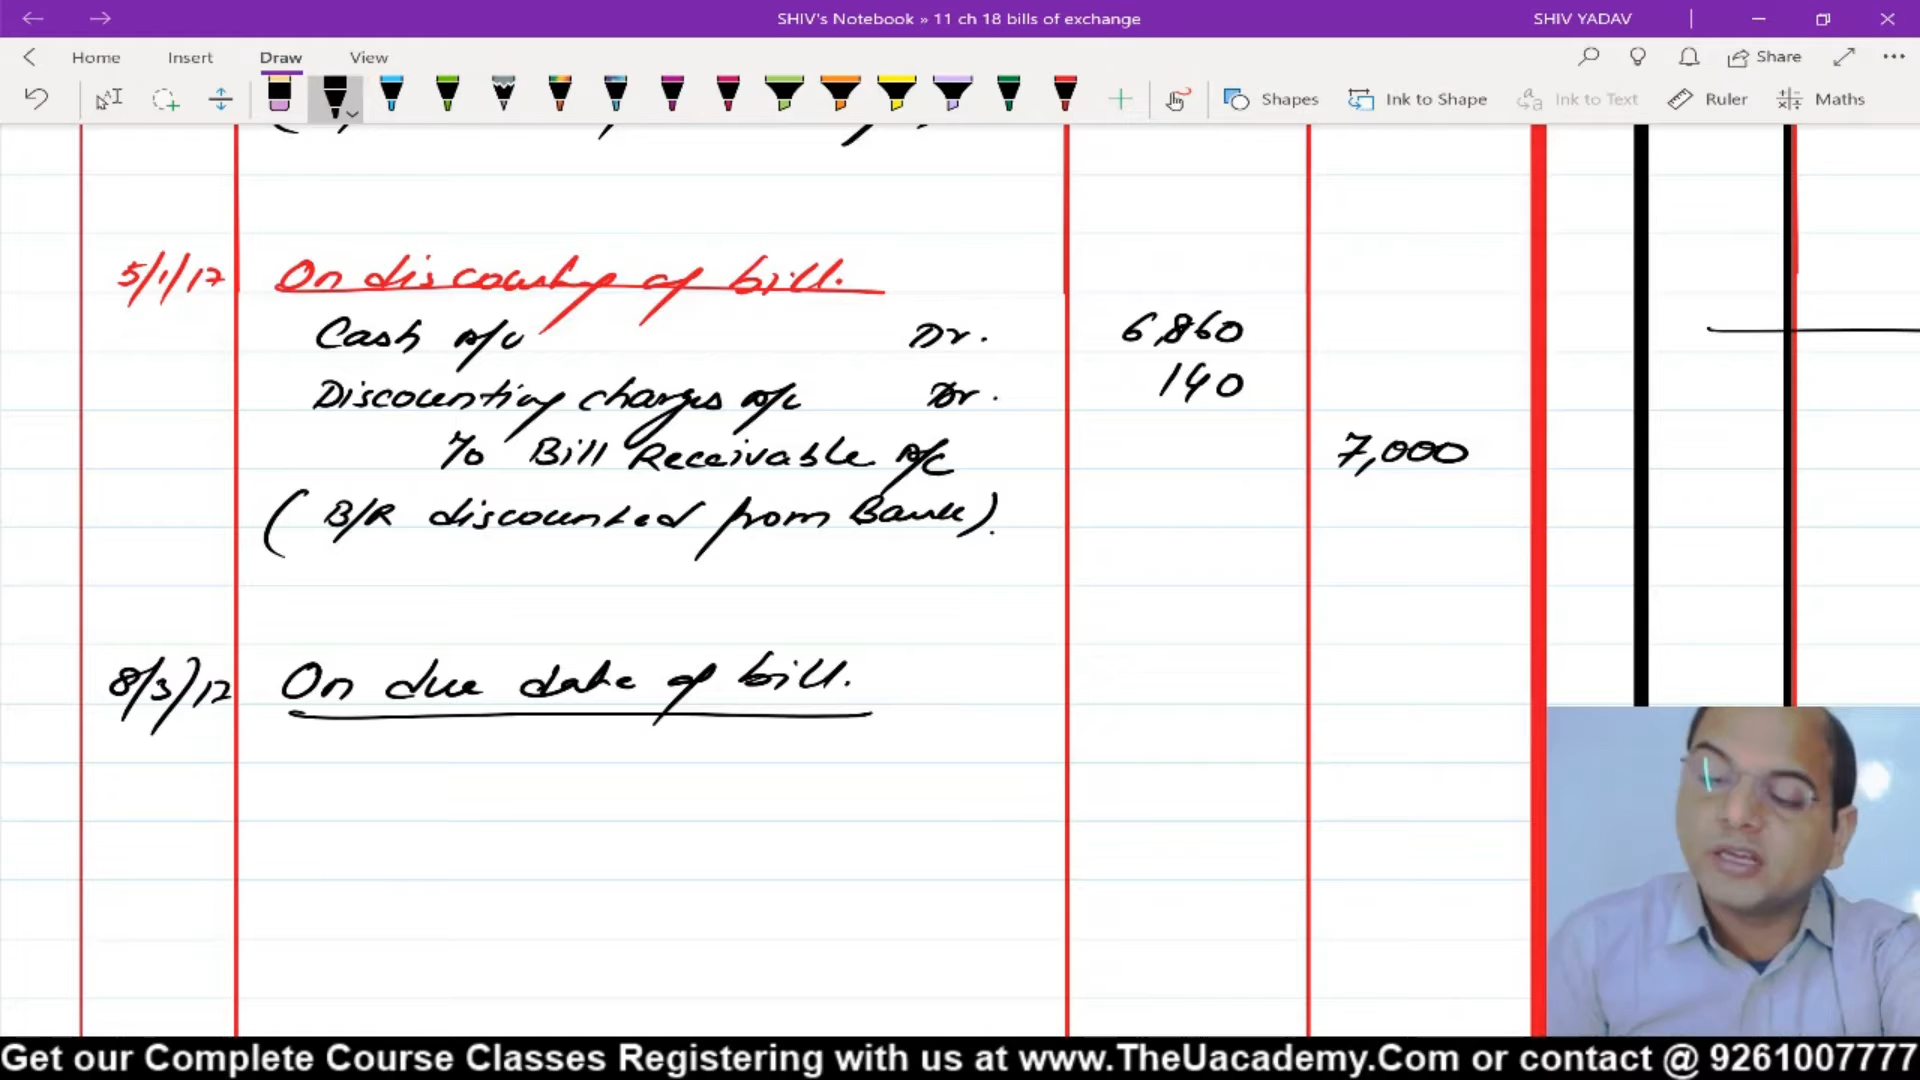 SHIV's Notebook » 11 ch 18 bills of exchange
SHIV YADAV
Home Insert Draw View
Share
Shapes Ink to Shape Ink to Text Ruler Maths
5/1/17 On discounting of bill.
Cash A/c Dr. 6,860
Discounting charges A/c Dr. 140
To Bill Receivable A/c 7,000
(B/R discounted from Bank).
8/3/17 On due date of bill.
Get our Complete Course Classes Registering with us at www.TheUacademy.Com or contact @ 9261007777